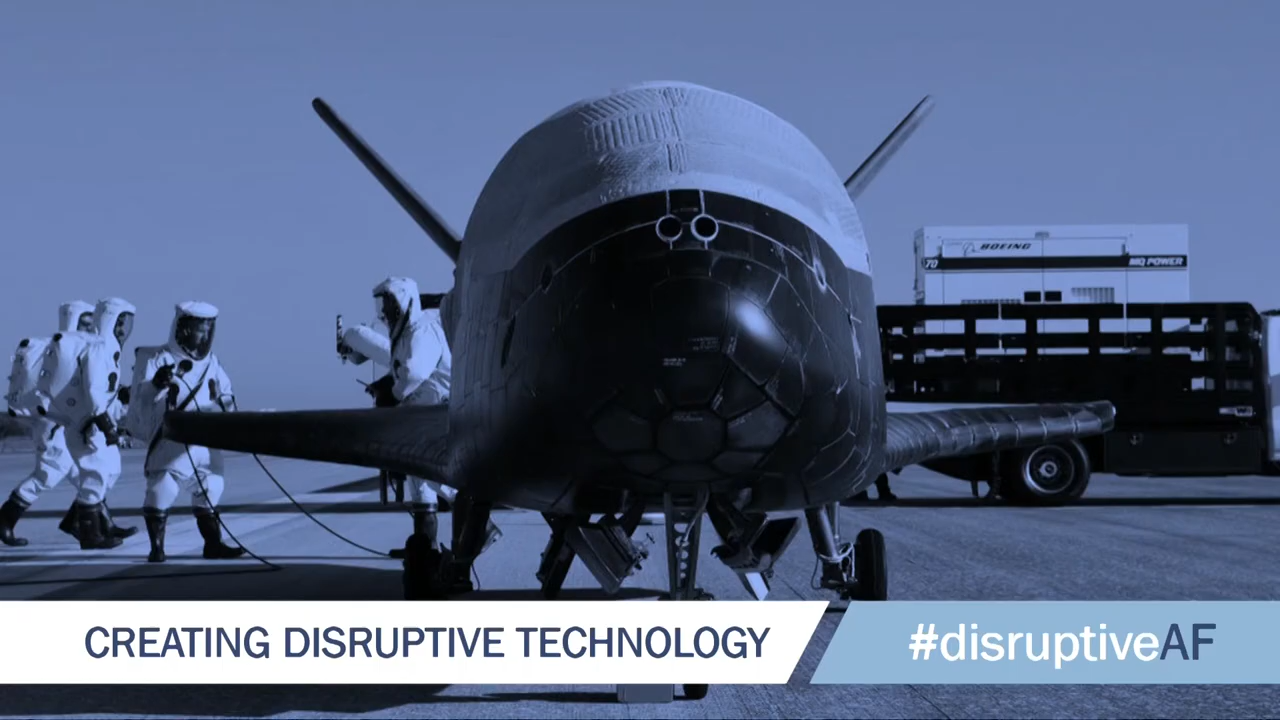 BOEING
70
MQ POWER
CREATING DISRUPTIVE TECHNOLOGY
#disruptiveAF